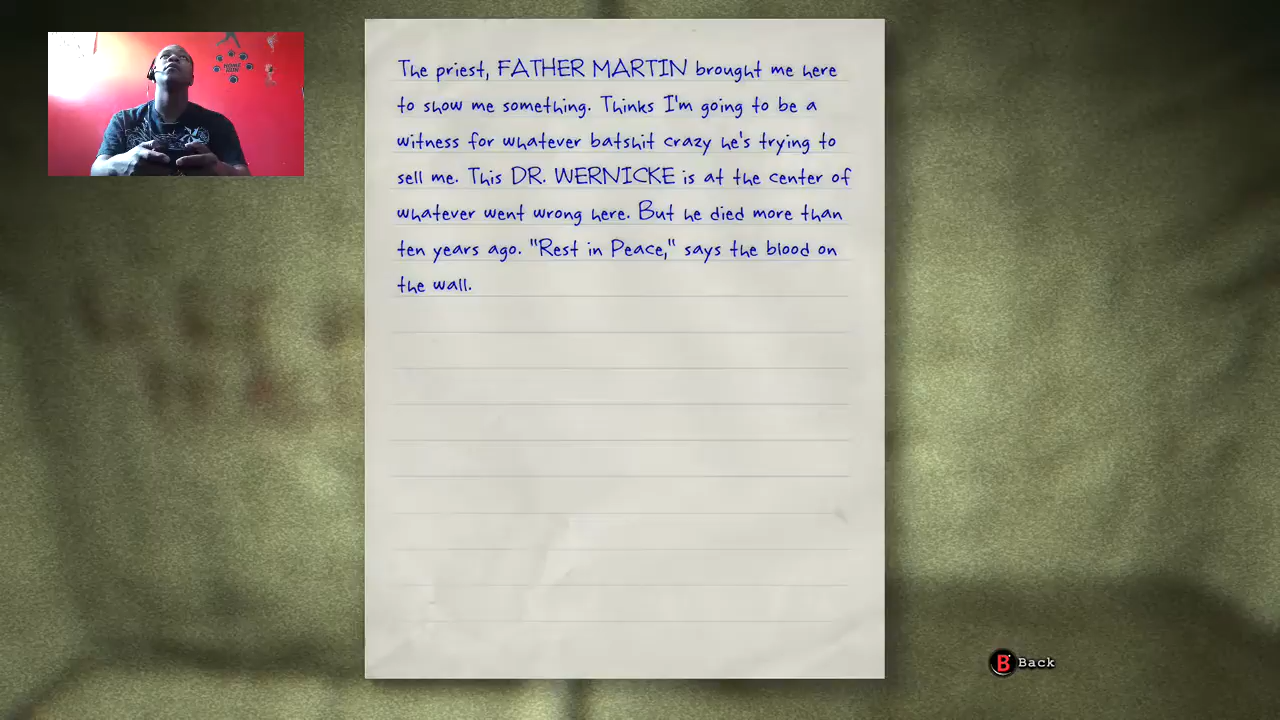 The priest, FATHER MARTIN brought me here
to show me something. Thinks I'm going to be a
witness for whatever batshit crazy he's trying to
sell me. This DR. WERNICKE is at the center of
whatever went wrong here. But he died more than
ten years ago. "Rest in Peace," says the blood on
the wall.
B Back